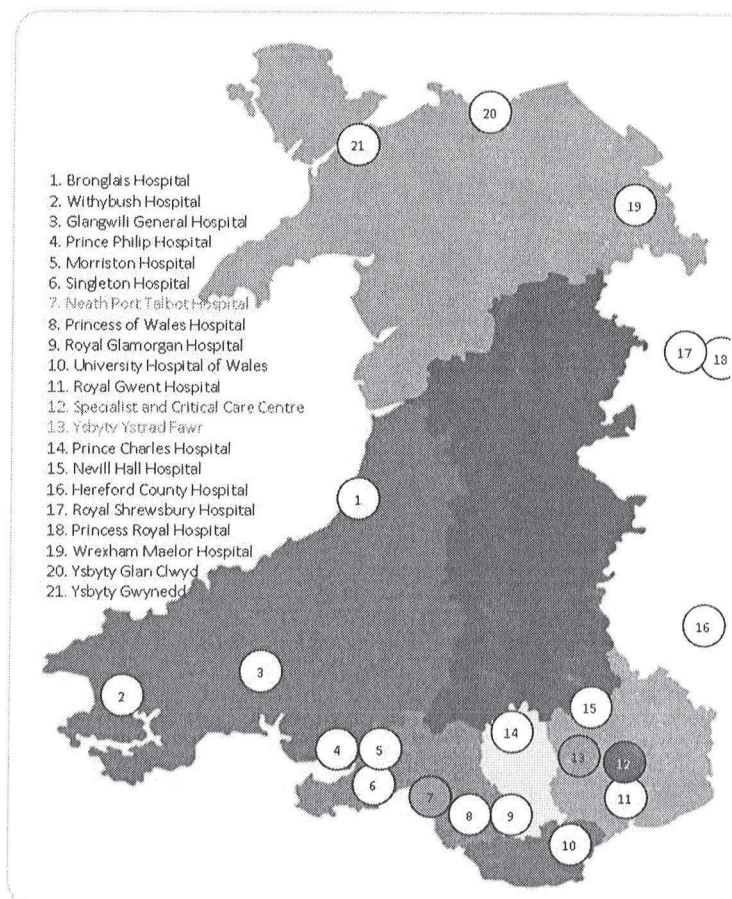 1. Bronglais Hospital
2. Withybush Hospital
3. Glangwili General Hospital
4. Prince Philip Hospital
5. Morriston Hospital
6. Singleton Hospital
7. Neath Port Talbot Hospital
8. Princess of Wales Hospital
9. Royal Glamorgan Hospital
10. University Hospital of Wales
11. Royal Gwent Hospital
12. Specialist and Critical Care Centre
13. Ysbyty Ystrad Fawr
14. Prince Charles Hospital
15. Nevill Hall Hospital
16. Hereford County Hospital
17. Royal Shrewsbury Hospital
18. Princess Royal Hospital
19. Wrexham Maelor Hospital
20. Ysbyty Glan Clwyd
21. Ysbyty Gwynedd
20
21
19
17
18
1
16
3
2
15
14
4
5
13
12
6
7
11
8
9
10